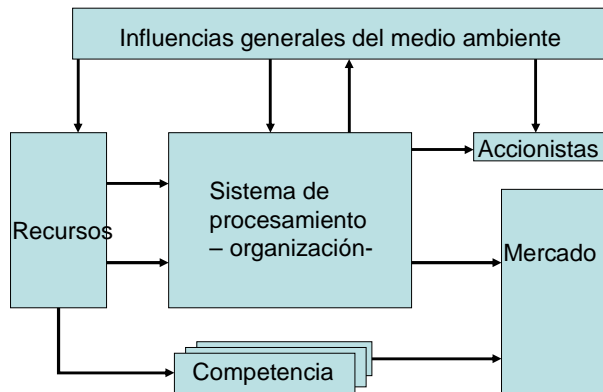 Influencias generales del medio ambiente
Recursos
Sistema de
procesamiento
– organización-
Accionistas
Mercado
Competencia